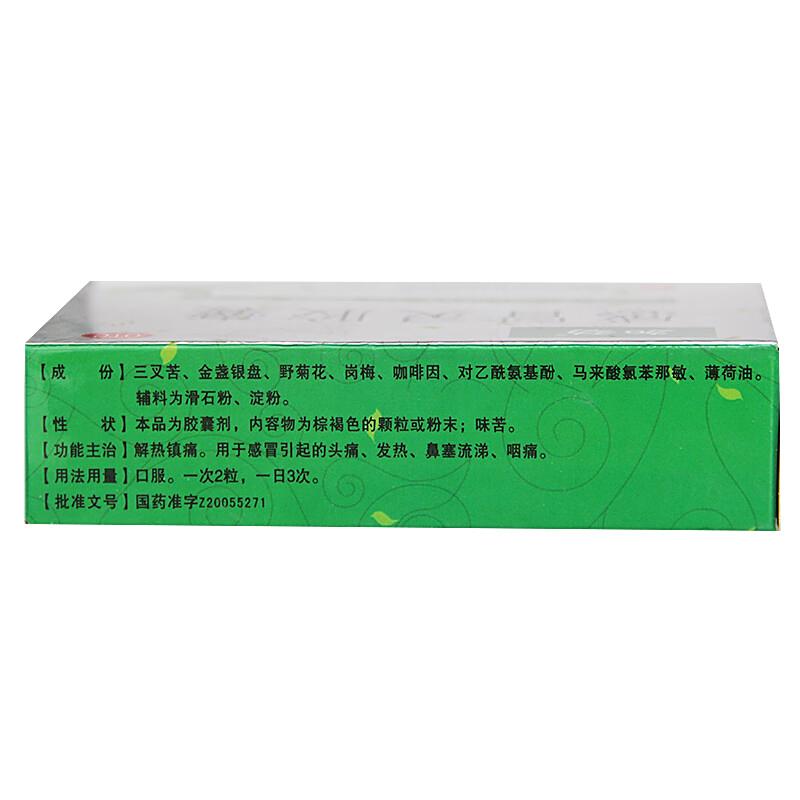 【成　份】三叉苦、金盏银盘、野菊花、岗梅、咖啡因、对乙酰氨基酚、马来酸氯苯那敏、薄荷油。
辅料为滑石粉、淀粉。
【性　状】本品为胶囊剂，内容物为棕褐色的颗粒或粉末；味苦。
【功能主治】解热镇痛。用于感冒引起的头痛、发热、鼻塞流涕、咽痛。
【用法用量】口服。一次2粒，一日3次。
【批准文号】国药准字Z20055271